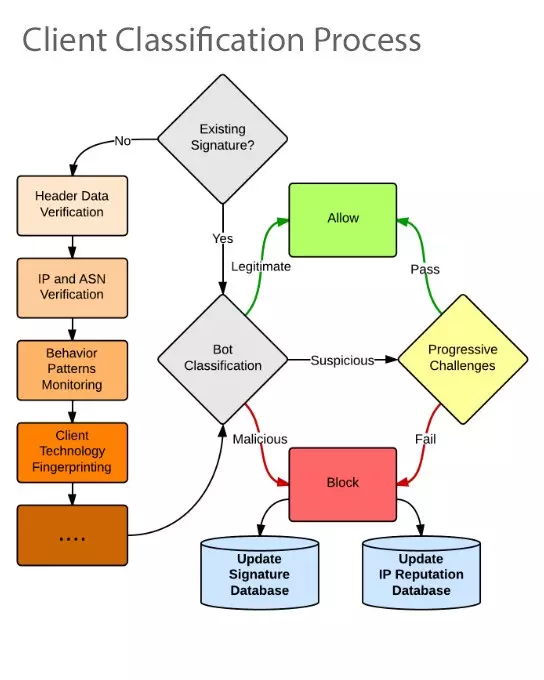 Client Classification Process
Existing
Signature?
No
Header Data
Verification
IP and ASN
Verification
Behavior
Patterns
Monitoring
Client
Technology
Fingerprinting
....
Yes
Bot
Classification
Legitimate
Allow
Suspicious
Progressive
Challenges
Pass
Malicious
Fail
Block
Update
Signature
Database
Update
IP Reputation
Database